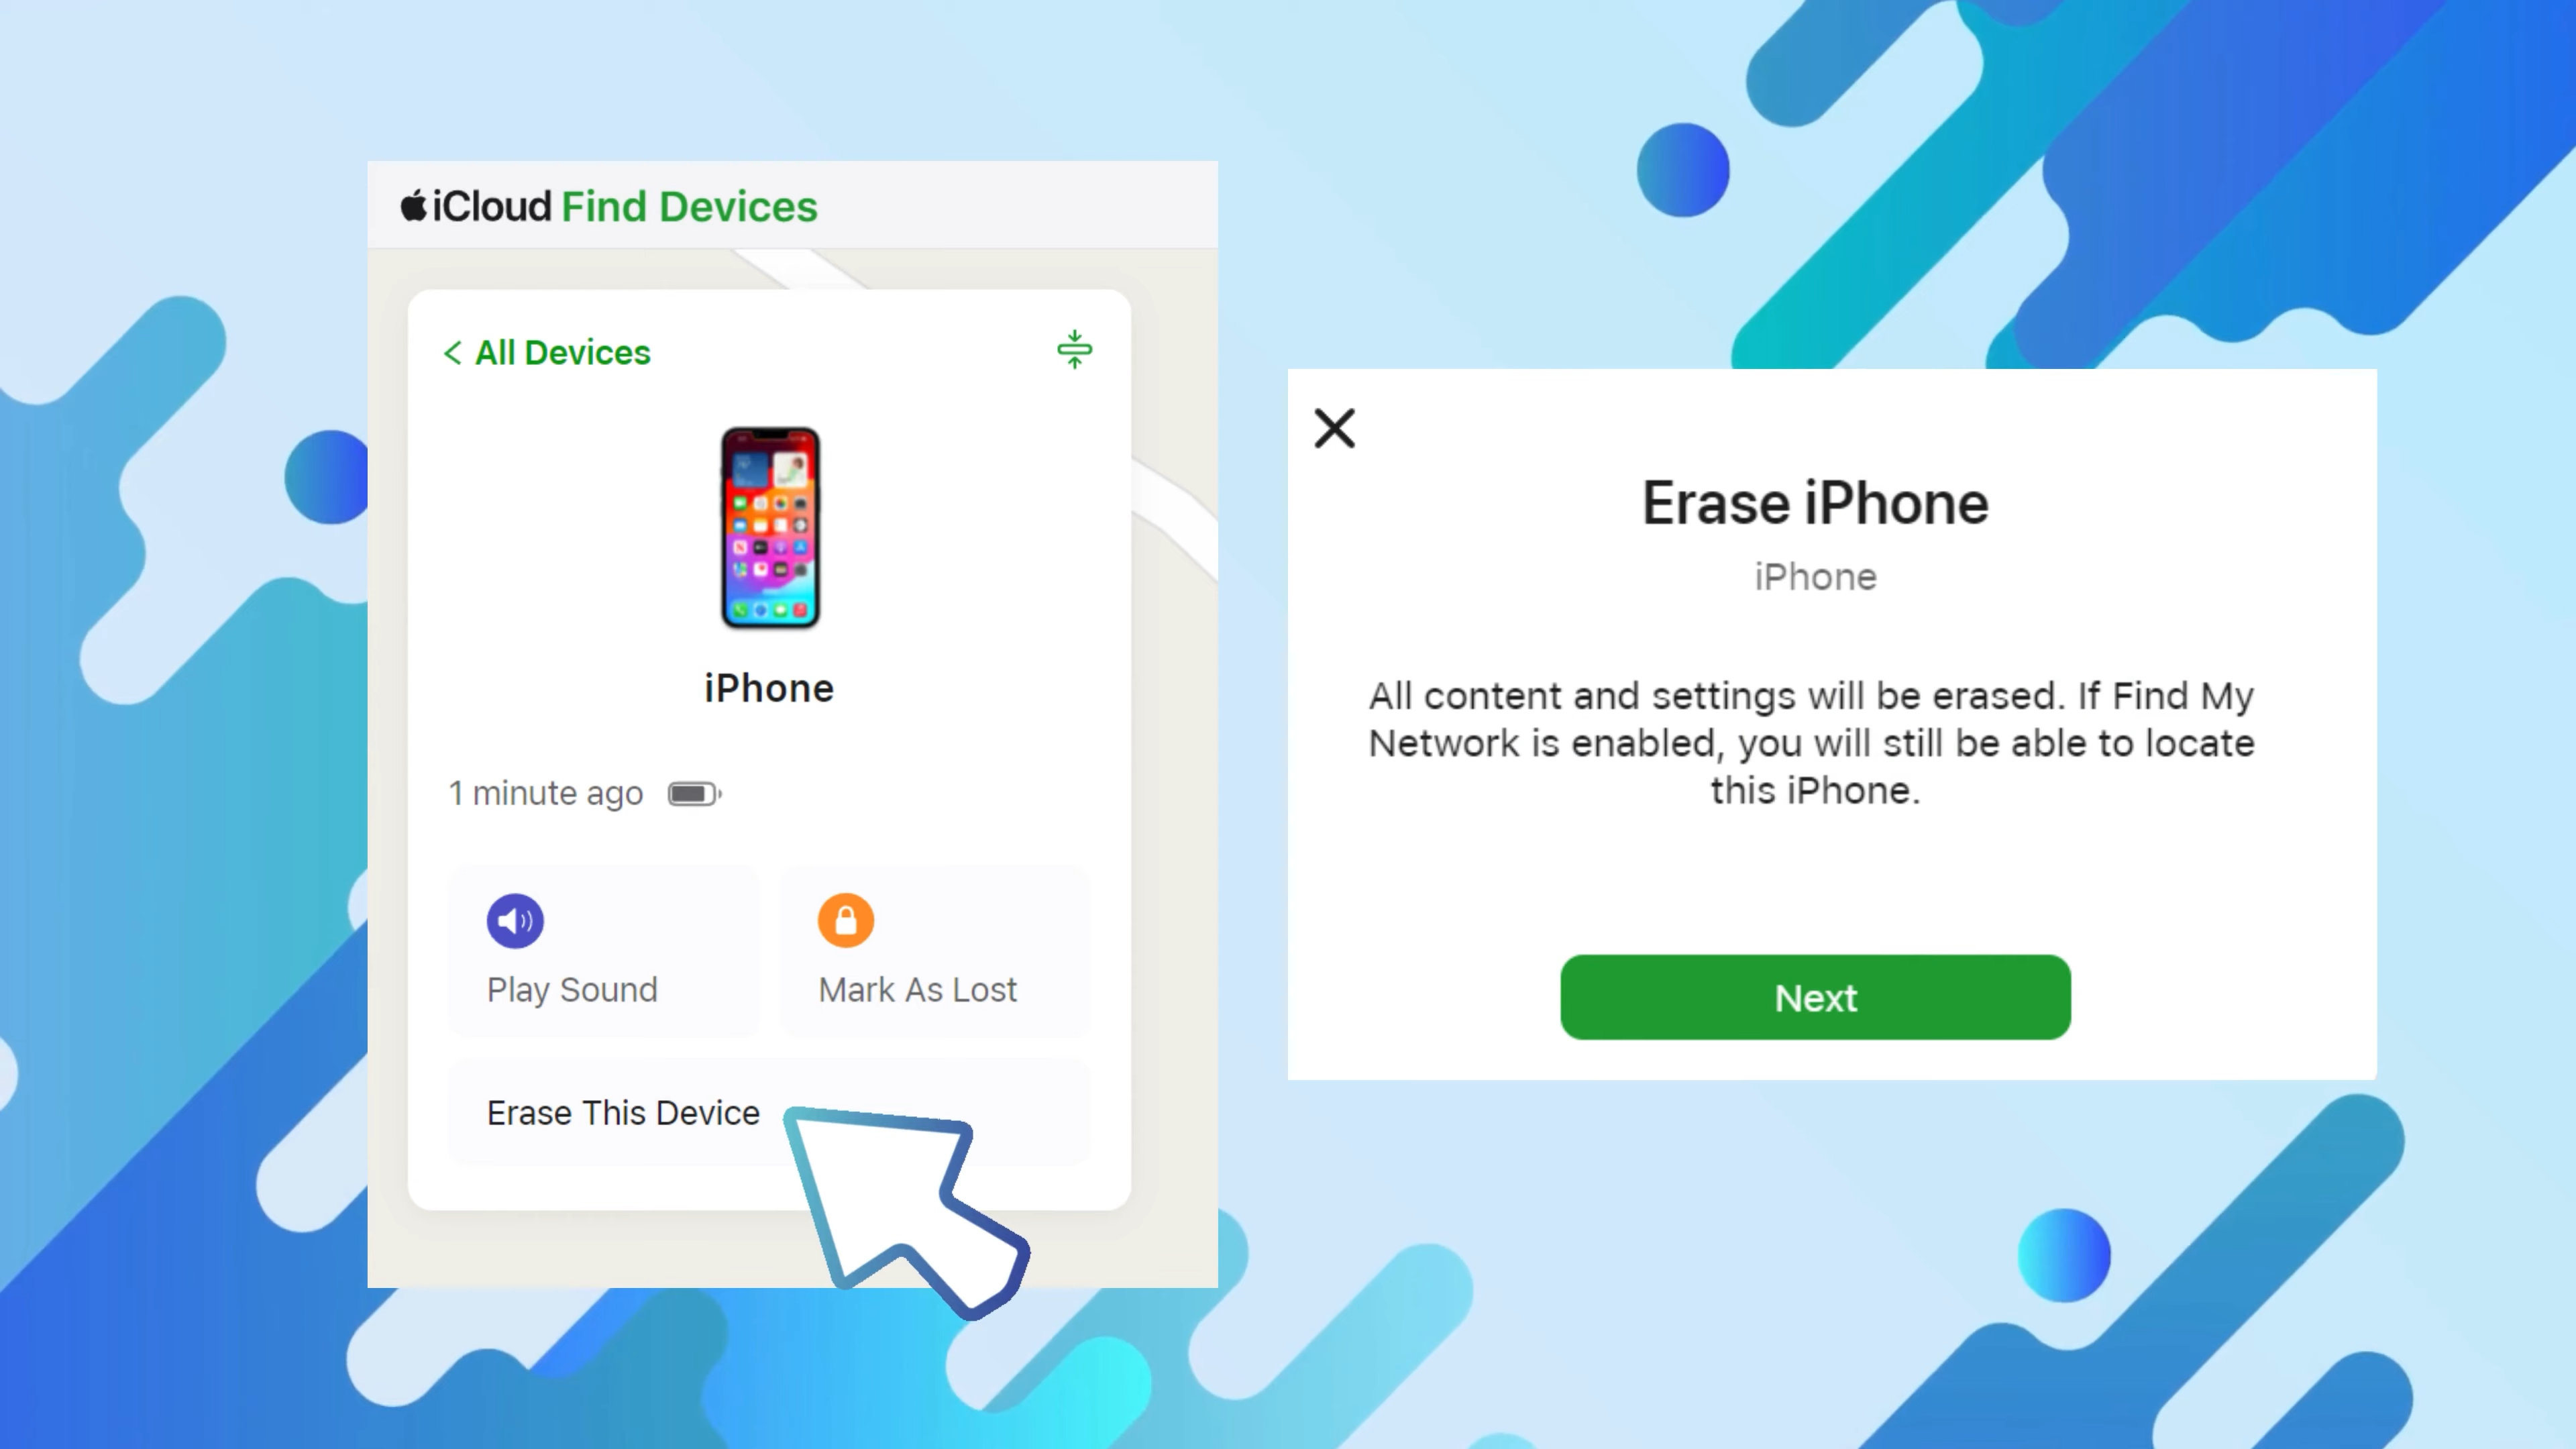 iCloud Find Devices
All Devices
iPhone
1 minute ago
Play Sound
Mark As Lost
Erase This Device
Erase iPhone
iPhone
All content and settings will be erased. If Find My
Network is enabled, you will still be able to locate
this iPhone.
Next